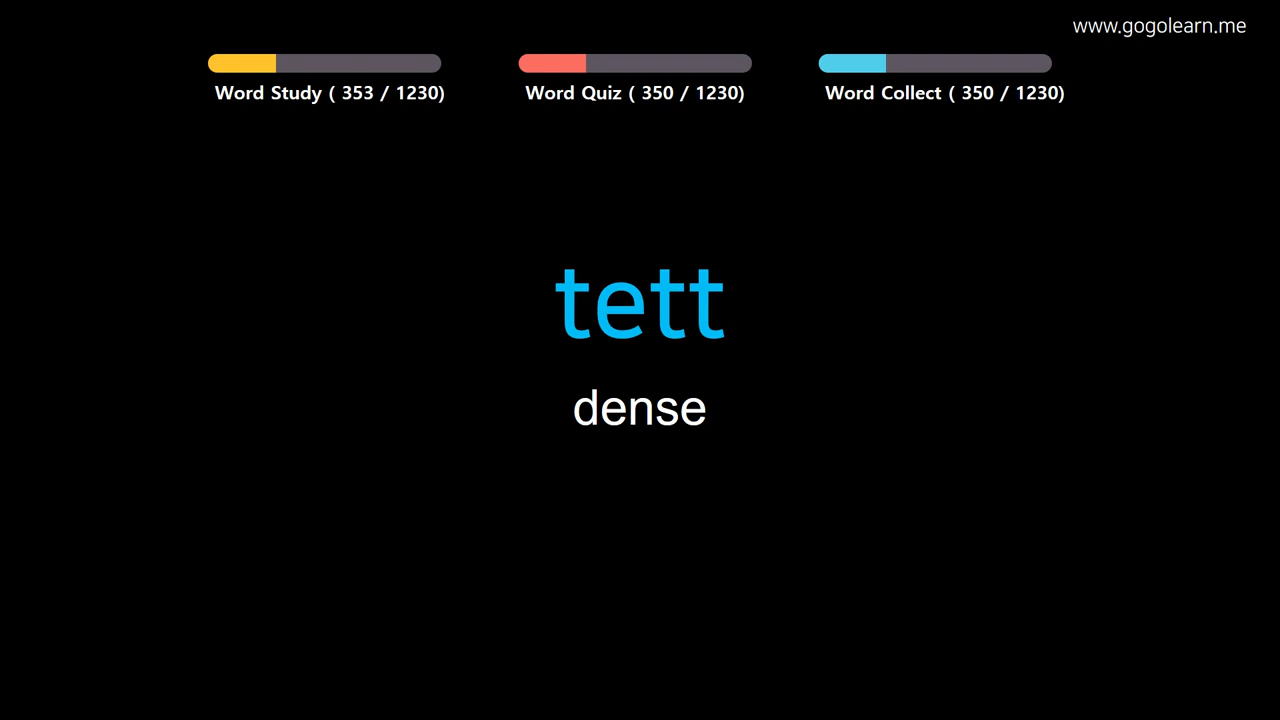 www.gogolearn.me
Word Study ( 353 / 1230)
Word Quiz ( 350 / 1230)
Word Collect ( 350 / 1230)
tett
dense